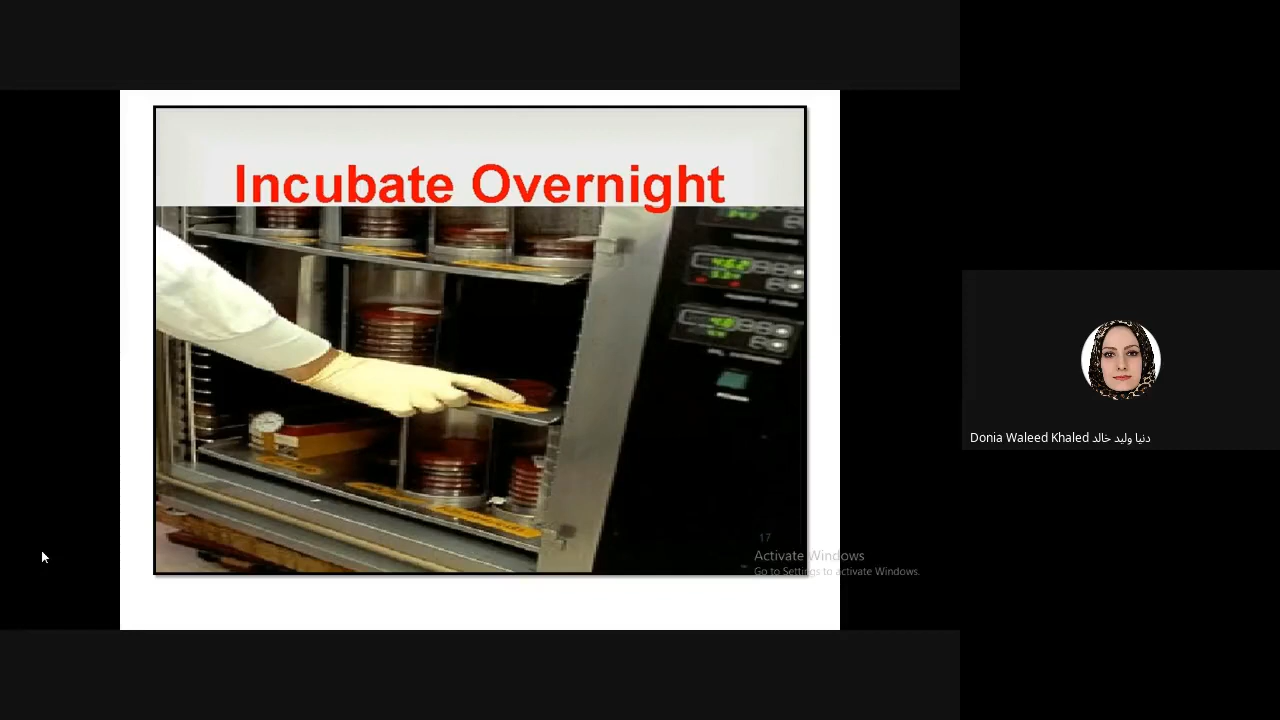 Incubate Overnight
17
Activate Windows
Go to Settings to activate Windows.
Donia Waleed Khaled دنيا وليد خالد